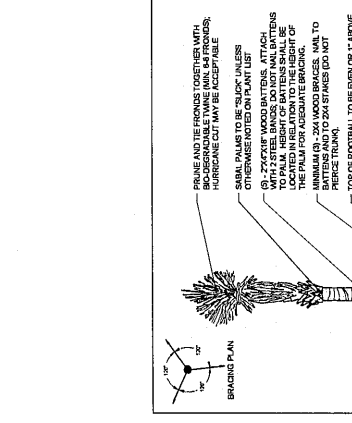 PRUNE AND TIE FRONDS TOGETHER WITH
BIO-DEGRADABLE TWINE (MIN. 6-8 FRONDS);
HURRICANE CUT MAY BE ACCEPTABLE
SABAL PALMS TO BE "SLICK" UNLESS
OTHERWISE NOTED ON PLANT LIST
(5) - 2"X4"X16" WOOD BATTENS. ATTACH
WITH 2 STEEL BANDS; DO NOT NAIL BATTENS
TO PALM. HEIGHT OF BATTENS SHALL BE
LOCATED IN RELATION TO THE HEIGHT OF
THE PALM FOR ADEQUATE BRACING.
MINIMUM (3) - 2X4 WOOD BRACES. NAIL TO
BATTENS AND TO 2X4 STAKES (DO NOT
PIERCE TRUNK).
TOP OF ROOTBALL TO BE EVEN OR 1" ABOVE
120°
120°
120°
BRACING PLAN